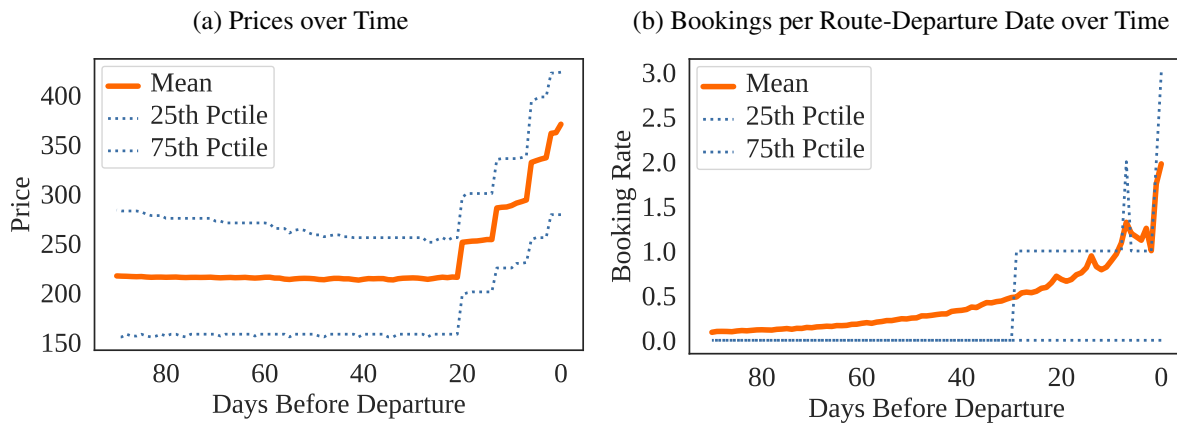 (a) Prices over Time
Mean
25th Pctile
75th Pctile
400
350
300
250
200
150
Price
80 60 40 20 0
Days Before Departure
(b) Bookings per Route-Departure Date over Time
Mean
25th Pctile
75th Pctile
3.0
2.5
2.0
1.5
1.0
0.5
0.0
Booking Rate
80 60 40 20 0
Days Before Departure